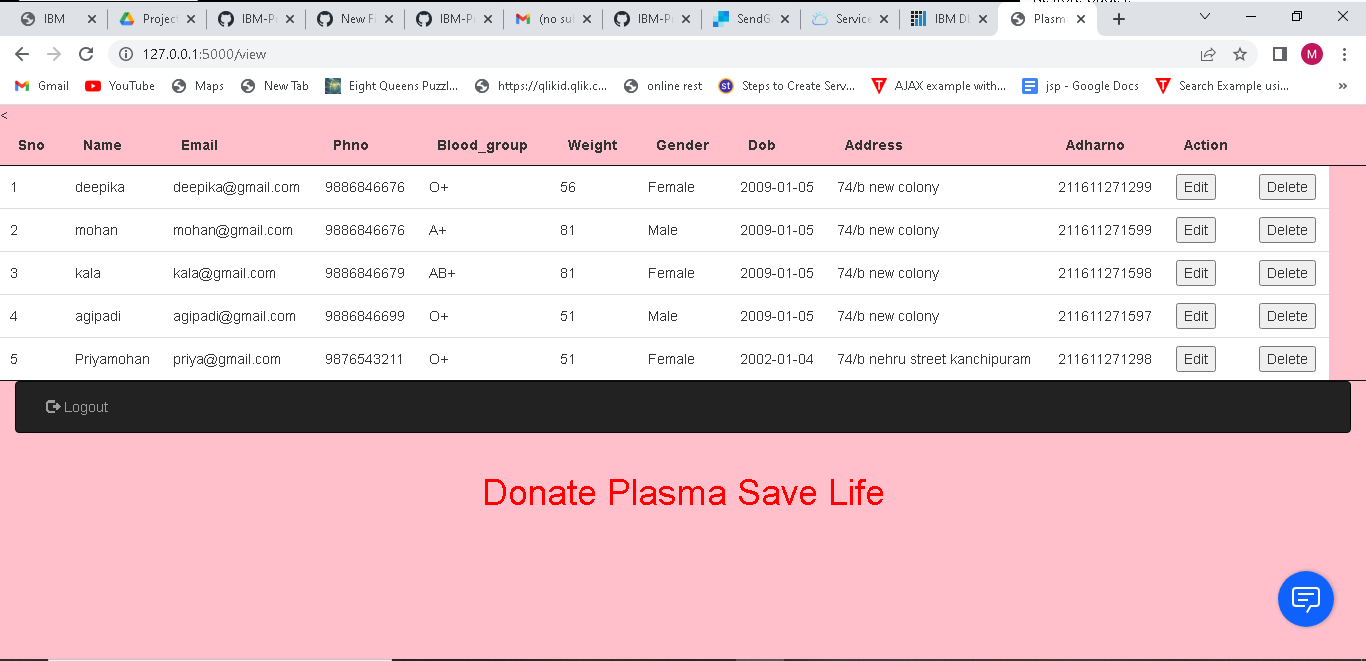 IBM Project IBM-P New F IBM-P (no su IBM-P SendG Service IBM D Plasm
127.0.0.1:5000/view M
Gmail YouTube Maps New Tab Eight Queens Puzzl... https://qlikid.qlik.c... online rest st Steps to Create Serv... AJAX example with... jsp - Google Docs Search Example usi... »
<
Sno Name Email Phno Blood_group Weight Gender Dob Address Adharno Action
1 deepika deepika@gmail.com 9886846676 O+ 56 Female 2009-01-05 74/b new colony 211611271299 Edit Delete
2 mohan mohan@gmail.com 9886846676 A+ 81 Male 2009-01-05 74/b new colony 211611271599 Edit Delete
3 kala kala@gmail.com 9886846679 AB+ 81 Female 2009-01-05 74/b new colony 211611271598 Edit Delete
4 agipadi agipadi@gmail.com 9886846699 O+ 51 Male 2009-01-05 74/b new colony 211611271597 Edit Delete
5 Priyamohan priya@gmail.com 9876543211 O+ 51 Female 2002-01-04 74/b nehru street kanchipuram 211611271298 Edit Delete
Logout
Donate Plasma Save Life